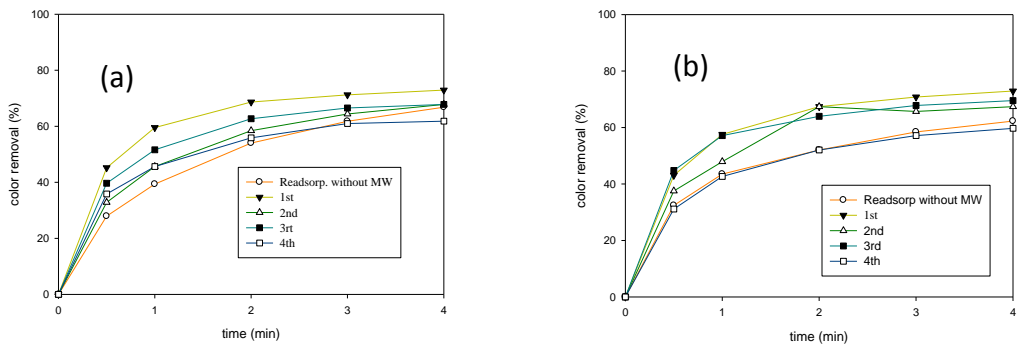 100
80
60
40
20
0
color removal (%)
(a)
Readsorp. without MW
1st
2nd
3rt
4th
0 1 2 3 4
time (min)
100
80
60
40
20
0
color removal (%)
(b)
Readsorp without MW
1st
2nd
3rd
4th
0 1 2 3 4
time (min)